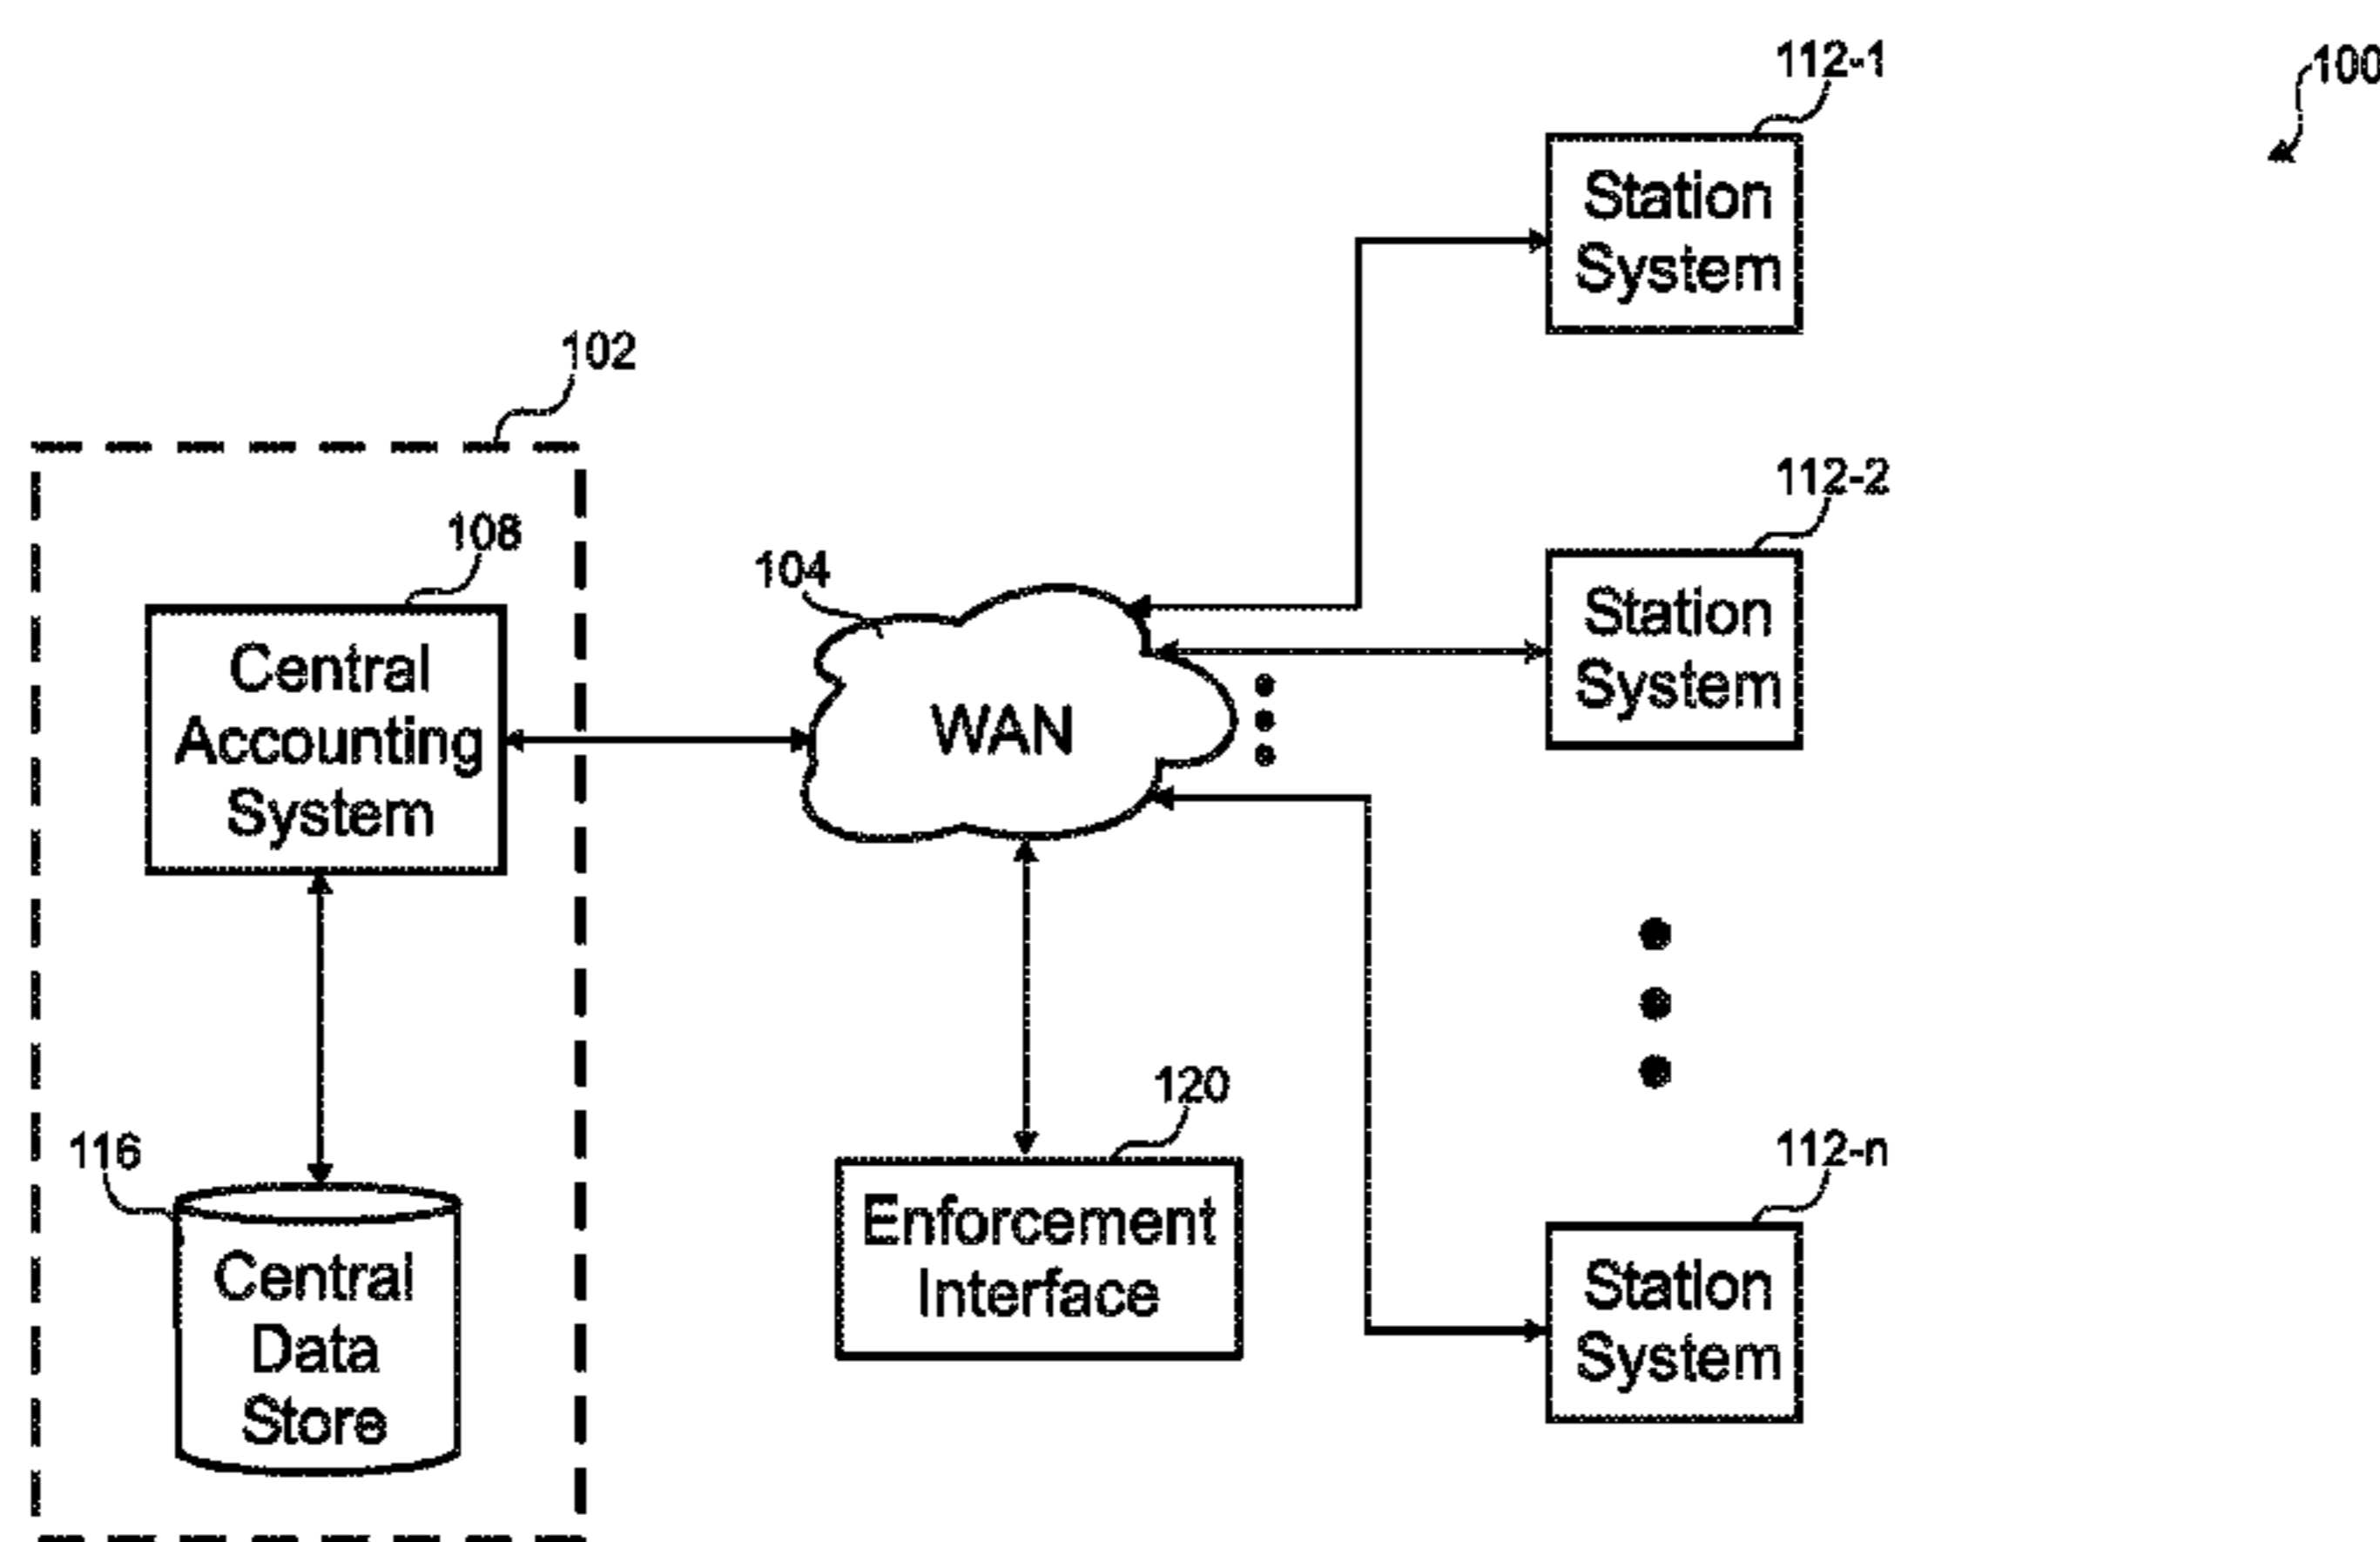 112-1
100
Station
System
102
112-2
108
104
Station
System
Central
Accounting
System
WAN
120
116
112-n
Enforcement
Interface
Station
System
Central
Data
Store